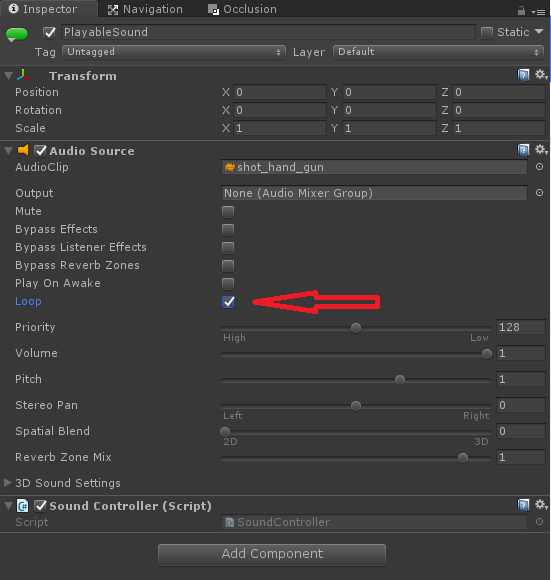 Inspector Navigation Occlusion
PlayableSound Static
Tag Untagged Layer Default
Transform
Position X 0 Y 0 Z 0
Rotation X 0 Y 0 Z 0
Scale X 1 Y 1 Z 1
Audio Source
AudioClip shot_hand_gun
Output None (Audio Mixer Group)
Mute
Bypass Effects
Bypass Listener Effects
Bypass Reverb Zones
Play On Awake
Loop
Priority 128
High Low
Volume 1
Pitch 1
Stereo Pan 0
Left Right
Spatial Blend 0
2D 3D
Reverb Zone Mix 1
3D Sound Settings
Sound Controller (Script)
Script SoundController
Add Component